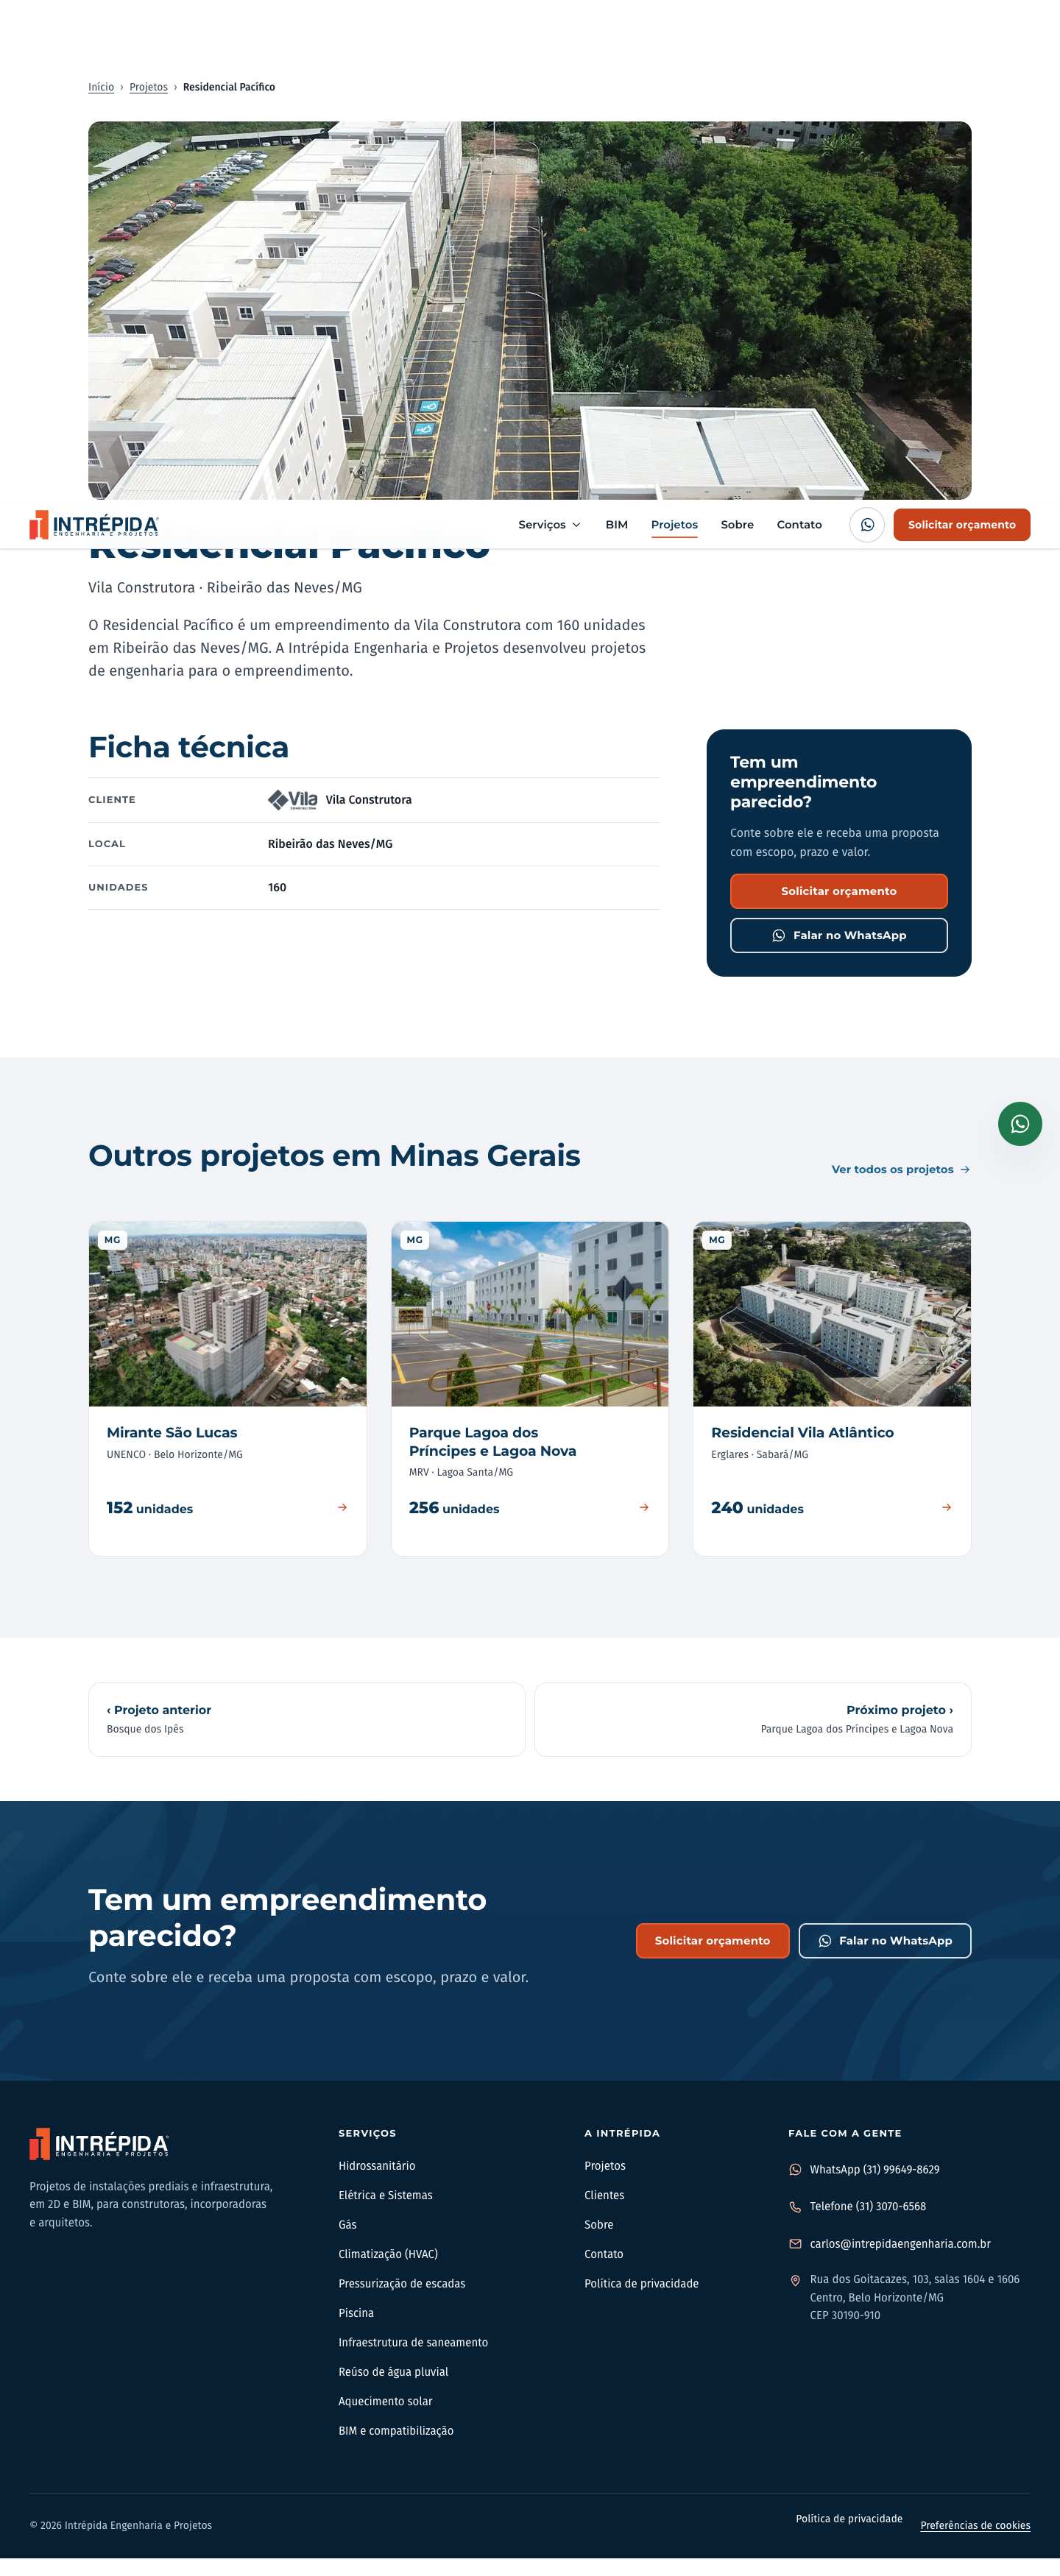 Início › Projetos › Residencial Pacífico
INTRÉPIDA
ENGENHARIA E PROJETOS
Serviços
BIM
Projetos
Sobre
Contato
Solicitar orçamento
Residencial Pacífico
Vila Construtora · Ribeirão das Neves/MG
O Residencial Pacífico é um empreendimento da Vila Construtora com 160 unidades
em Ribeirão das Neves/MG. A Intrépida Engenharia e Projetos desenvolveu projetos
de engenharia para o empreendimento.
Ficha técnica
CLIENTE
Vila
Vila Construtora
LOCAL
Ribeirão das Neves/MG
UNIDADES
160
Tem um
empreendimento
parecido?
Conte sobre ele e receba uma proposta
com escopo, prazo e valor.
Solicitar orçamento
Falar no WhatsApp
Outros projetos em Minas Gerais
Ver todos os projetos →
MG
Mirante São Lucas
UNENCO · Belo Horizonte/MG
152 unidades →
MG
Parque Lagoa dos
Príncipes e Lagoa Nova
MRV · Lagoa Santa/MG
256 unidades →
MG
Residencial Vila Atlântico
Erglares · Sabará/MG
240 unidades →
‹ Projeto anterior
Bosque dos Ipês
Próximo projeto ›
Parque Lagoa dos Príncipes e Lagoa Nova
Tem um empreendimento
parecido?
Conte sobre ele e receba uma proposta com escopo, prazo e valor.
Solicitar orçamento
Falar no WhatsApp
INTRÉPIDA
ENGENHARIA E PROJETOS
Projetos de instalações prediais e infraestrutura,
em 2D e BIM, para construtoras, incorporadoras
e arquitetos.
SERVIÇOS
Hidrossanitário
Elétrica e Sistemas
Gás
Climatização (HVAC)
Pressurização de escadas
Piscina
Infraestrutura de saneamento
Reúso de água pluvial
Aquecimento solar
BIM e compatibilização
A INTRÉPIDA
Projetos
Clientes
Sobre
Contato
Política de privacidade
FALE COM A GENTE
WhatsApp (31) 99649-8629
Telefone (31) 3070-6568
carlos@intrepidaengenharia.com.br
Rua dos Goitacazes, 103, salas 1604 e 1606
Centro, Belo Horizonte/MG
CEP 30190-910
© 2026 Intrépida Engenharia e Projetos
Política de privacidade
Preferências de cookies